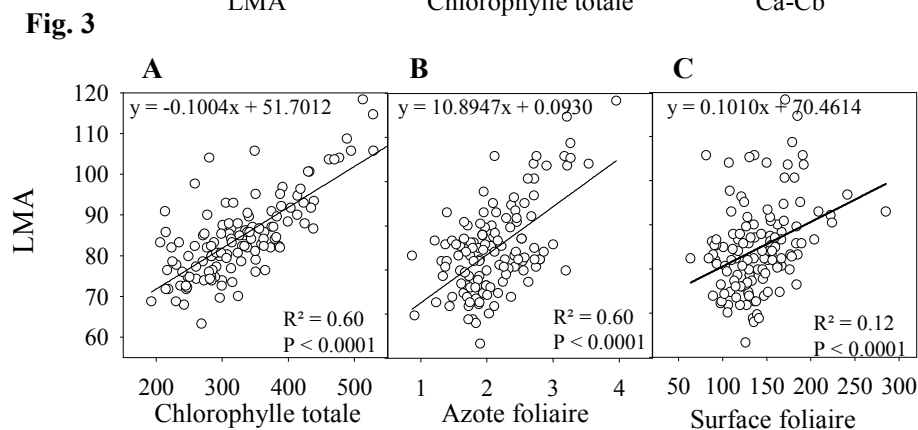 LMA Chlorophylle totale Ca-Cb
Fig. 3
A B C
y = -0.1004x + 51.7012 y = 10.8947x + 0.0930 y = 0.1010x + 70.4614
120
110
100
90
80
70
60
LMA
R² = 0.60 R² = 0.60 R² = 0.12
P < 0.0001 P < 0.0001 P < 0.0001
200 300 400 500 1 2 3 4 50 100 150 200 250 300
Chlorophylle totale Azote foliaire Surface foliaire